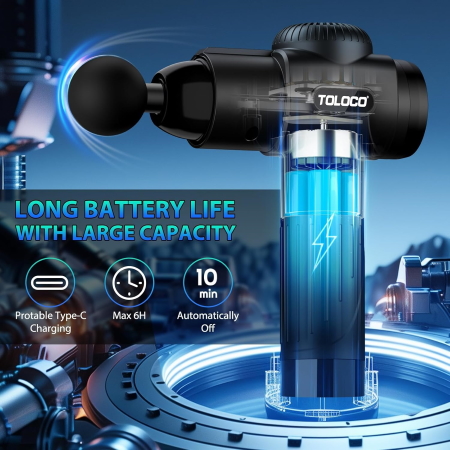 TOLOCO®
LONG BATTERY LIFE
WITH LARGE CAPACITY
Protable Type-C
Charging
Max 6H
10
min
Automatically
Off